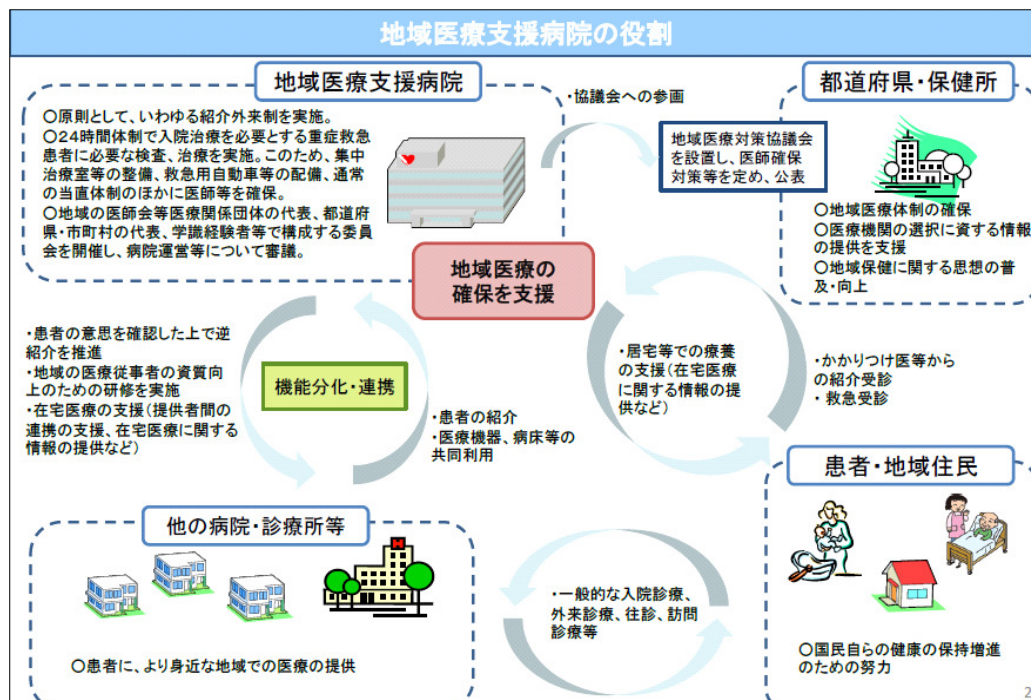 地域医療支援病院の役割
地域医療支援病院
〇原則として、いわゆる紹介外来制を実施。
〇24時間体制で入院治療を必要とする重症救急
患者に必要な検査、治療を実施。このため、集中
治療室等の整備、救急用自動車等の配備、通常
の当直体制のほかに医師等を確保。
〇地域の医師会等医療関係団体の代表、都道府
県・市町村の代表、学識経験者等で構成する委員
会を開催し、病院運営等について審議。
・協議会への参画
都道府県・保健所
地域医療対策協議会
を設置し、医師確保
対策等を定め、公表
〇地域医療体制の確保
〇医療機関の選択に資する情報
の提供を支援
〇地域保健に関する思想の普
及・向上
地域医療の
確保を支援
・患者の意思を確認した上で逆
紹介を推進
・地域の医療従事者の資質向
上のための研修を実施
・在宅医療の支援(提供者間の
連携の支援、在宅医療に関する
情報の提供など)
機能分化・連携
・患者の紹介
・医療機器、病床等の
共同利用
・居宅等での療養
の支援(在宅医療
に関する情報の提
供など)
・かかりつけ医等から
の紹介受診
・救急受診
他の病院・診療所等
H
〇患者に、より身近な地域での医療の提供
・一般的な入院診療、
外来診療、往診、訪問
診療等
患者・地域住民
〇国民自らの健康の保持増進
のための努力
2